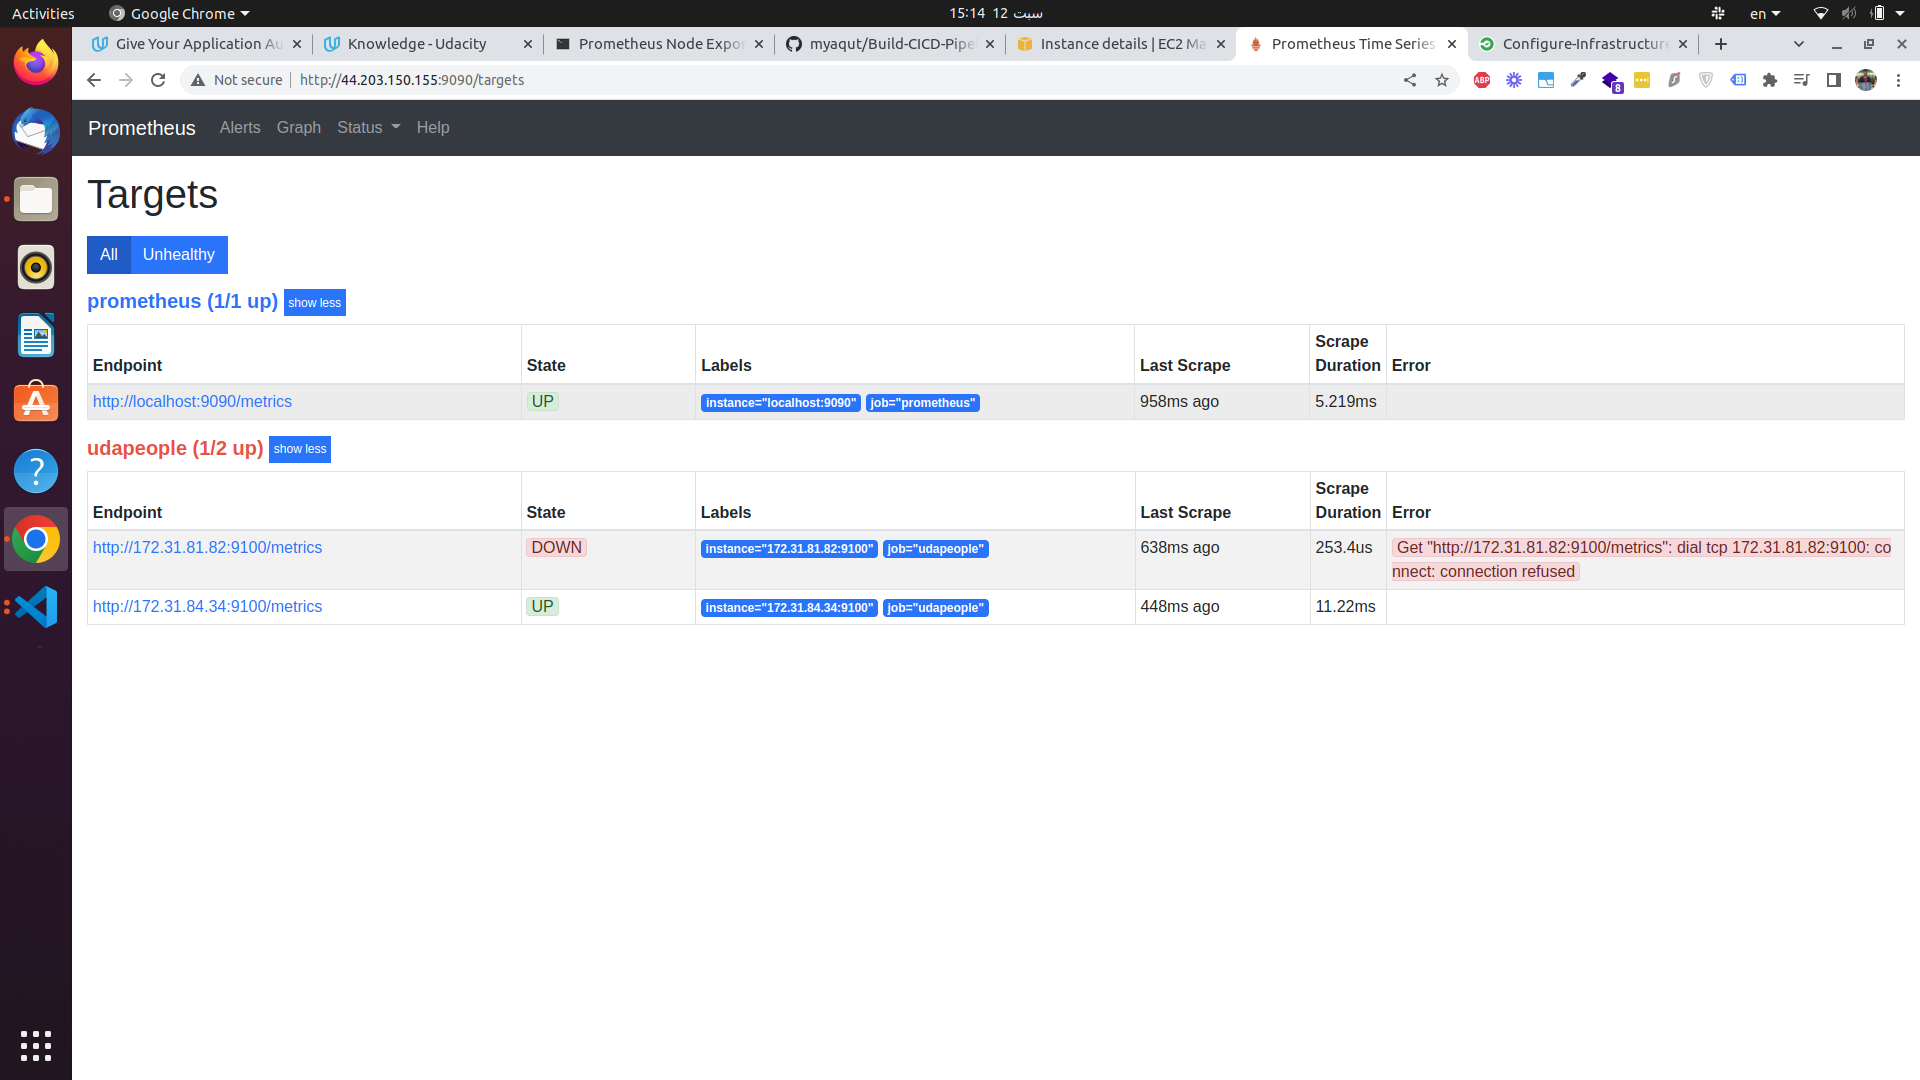 Activities Google Chrome 15:14 12 سبت en
Give Your Application Au
Knowledge - Udacity
Prometheus Node Expor
myaqut/Build-CICD-Pipel
Instance details | EC2 Ma
Prometheus Time Series
Configure-Infrastructure
Not secure http://44.203.150.155:9090/targets ABP 8
Prometheus Alerts Graph Status Help
Targets
All Unhealthy
prometheus (1/1 up) show less
Endpoint State Labels Last Scrape Scrape Duration Error
http://localhost:9090/metrics UP instance="localhost:9090" job="prometheus" 958ms ago 5.219ms
udapeople (1/2 up) show less
Endpoint State Labels Last Scrape Scrape Duration Error
http://172.31.81.82:9100/metrics DOWN instance="172.31.81.82:9100" job="udapeople" 638ms ago 253.4us Get "http://172.31.81.82:9100/metrics": dial tcp 172.31.81.82:9100: co
nnect: connection refused
http://172.31.84.34:9100/metrics UP instance="172.31.84.34:9100" job="udapeople" 448ms ago 11.22ms